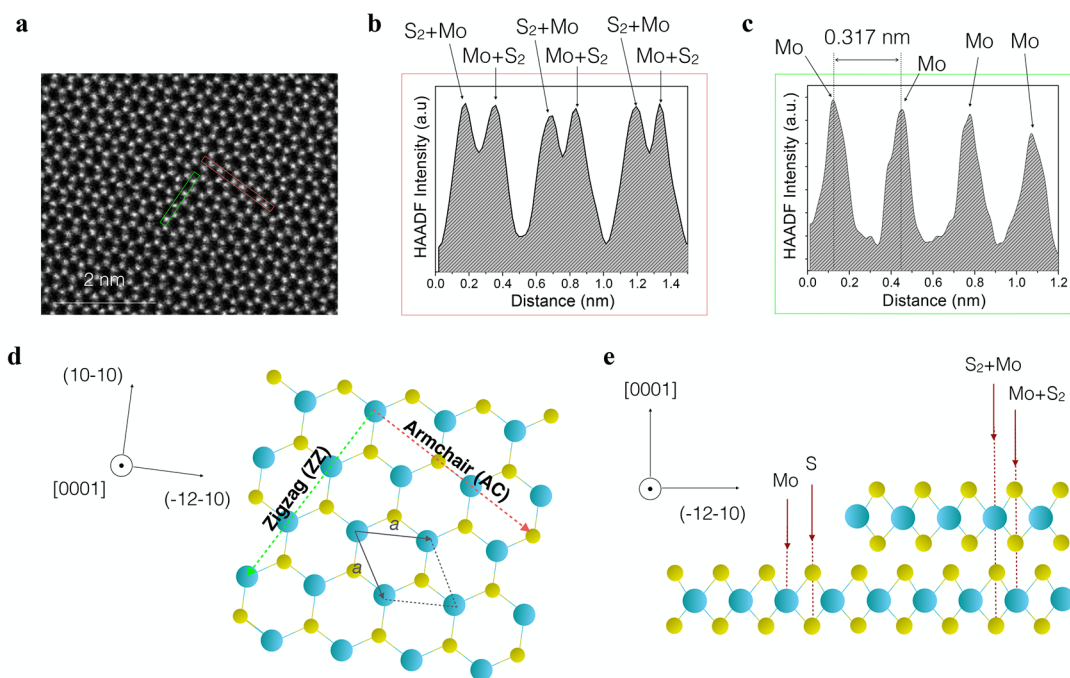 a
2 nm
b
S2+Mo S2+Mo S2+Mo
Mo+S2 Mo+S2 Mo+S2
HAADF Intensity (a.u)
0.0 0.2 0.4 0.6 0.8 1.0 1.2 1.4
Distance (nm)
c
Mo 0.317 nm Mo Mo Mo
HAADF Intensity (a.u.)
0.0 0.2 0.4 0.6 0.8 1.0 1.2
Distance (nm)
d
(10-10)
[0001]
(-12-10)
Zigzag (ZZ)
Armchair (AC)
a
a
e
[0001]
(-12-10)
Mo
S
S2+Mo
Mo+S2